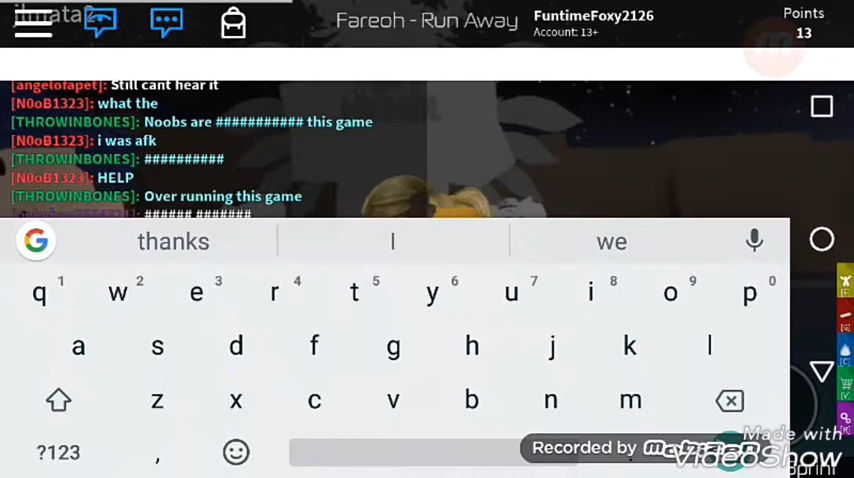 ilmata2
Fareoh - Run Away
FuntimeFoxy2126
Account: 13+
Points
13
[angelofapet]: Still cant hear it
[N0oB1323]: what the
[THROWINBONES]: Noobs are ########### this game
[N0oB1323]: i was afk
[THROWINBONES]: ##########
[N0oB1323]: HELP
[THROWINBONES]: Over running this game
###### #######
thanks
I
we
q 1 w 2 e 3 r 4 t 5 y 6 u 7 i 8 o 9 p 0
a s d f g h j k l
z x c v b n m
?123 ,
Recorded by
Made with
VideoShow
[F]
[G]
[C]
[V]
[R]